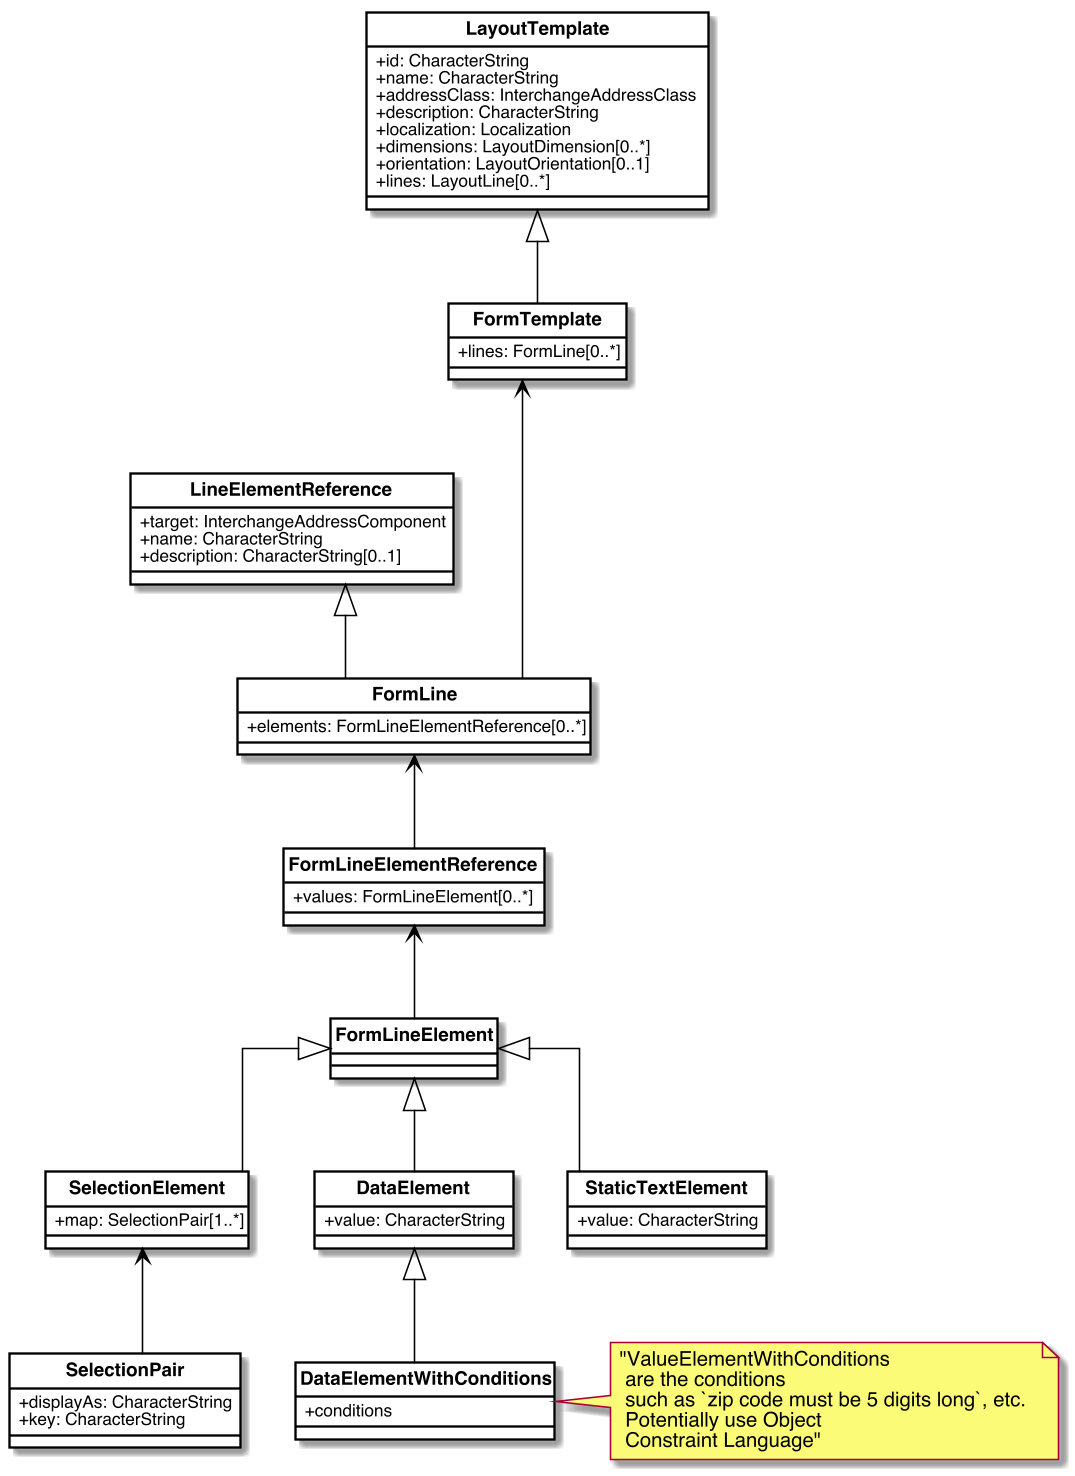 LayoutTemplate
+id: CharacterString
+name: CharacterString
+addressClass: InterchangeAddressClass
+description: CharacterString
+localization: Localization
+dimensions: LayoutDimension[0..*]
+orientation: LayoutOrientation[0..1]
+lines: LayoutLine[0..*]
FormTemplate
+lines: FormLine[0..*]
LineElementReference
+target: InterchangeAddressComponent
+name: CharacterString
+description: CharacterString[0..1]
FormLine
+elements: FormLineElementReference[0..*]
FormLineElementReference
+values: FormLineElement[0..*]
FormLineElement
SelectionElement
+map: SelectionPair[1..*]
DataElement
+value: CharacterString
StaticTextElement
+value: CharacterString
SelectionPair
+displayAs: CharacterString
+key: CharacterString
DataElementWithConditions
+conditions
"ValueElementWithConditions
are the conditions
such as `zip code must be 5 digits long`, etc.
Potentially use Object
Constraint Language"